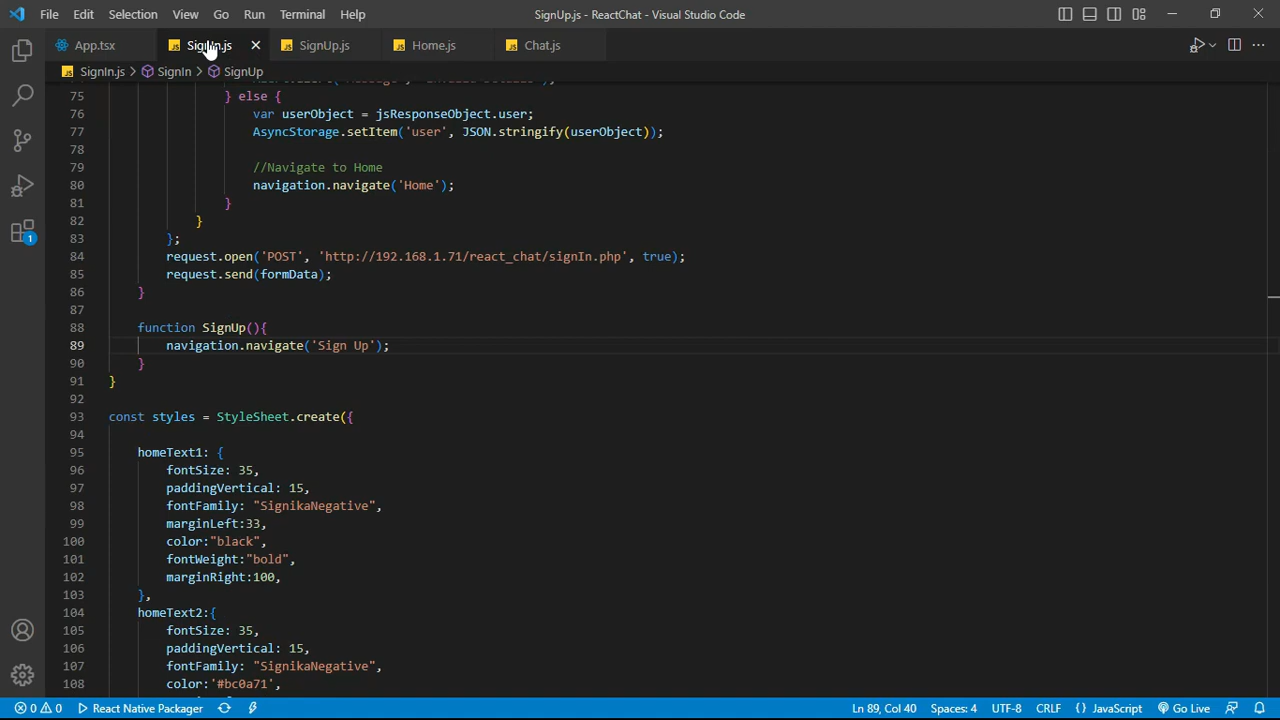 File Edit Selection View Go Run Terminal Help SignUp.js - ReactChat - Visual Studio Code
App.tsx SignIn.js SignUp.js Home.js Chat.js
SignIn.js > SignIn > SignUp
75 } else {
76 var userObject = jsResponseObject.user;
77 AsyncStorage.setItem('user', JSON.stringify(userObject));
78
79 //Navigate to Home
80 navigation.navigate('Home');
81 }
82 }
83 };
84 request.open('POST', 'http://192.168.1.71/react_chat/signIn.php', true);
85 request.send(formData);
86 }
87
88 function SignUp(){
89 navigation.navigate('Sign Up');
90 }
91 }
92
93 const styles = StyleSheet.create({
94
95 homeText1: {
96 fontSize: 35,
97 paddingVertical: 15,
98 fontFamily: "SignikaNegative",
99 marginLeft:33,
100 color:"black",
101 fontWeight:"bold",
102 marginRight:100,
103 },
104 homeText2:{
105 fontSize: 35,
106 paddingVertical: 15,
107 fontFamily: "SignikaNegative",
108 color:'#bc0a71',
1
0 0 React Native Packager Ln 89, Col 40 Spaces: 4 UTF-8 CRLF {} JavaScript Go Live